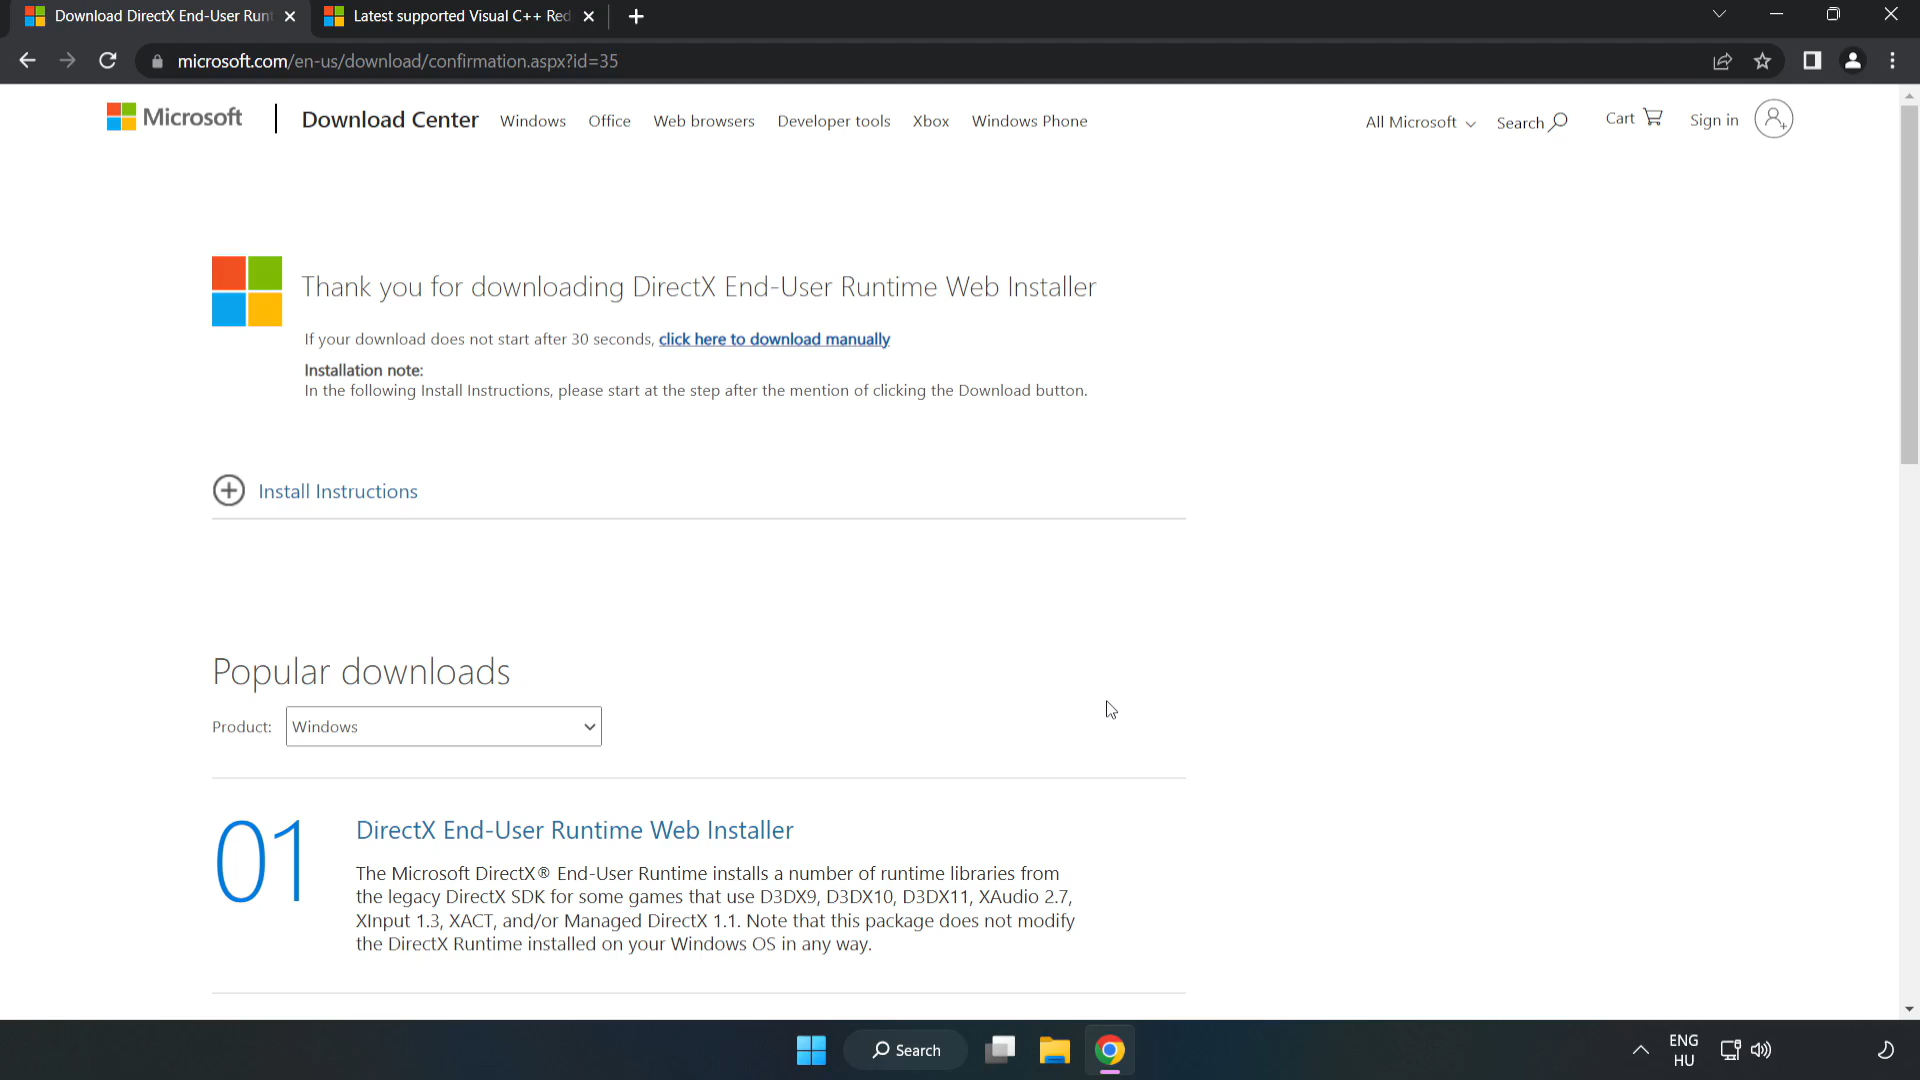 Download DirectX End-User Runt
Latest supported Visual C++ Red
microsoft.com/en-us/download/confirmation.aspx?id=35
Microsoft
Download Center
Windows
Office
Web browsers
Developer tools
Xbox
Windows Phone
All Microsoft
Search
Cart
Sign in
Thank you for downloading DirectX End-User Runtime Web Installer
If your download does not start after 30 seconds, click here to download manually
Installation note:
In the following Install Instructions, please start at the step after the mention of clicking the Download button.
Install Instructions
Popular downloads
Product:
Windows
01
DirectX End-User Runtime Web Installer
The Microsoft DirectX® End-User Runtime installs a number of runtime libraries from
the legacy DirectX SDK for some games that use D3DX9, D3DX10, D3DX11, XAudio 2.7,
XInput 1.3, XACT, and/or Managed DirectX 1.1. Note that this package does not modify
the DirectX Runtime installed on your Windows OS in any way.
Search
ENG
HU